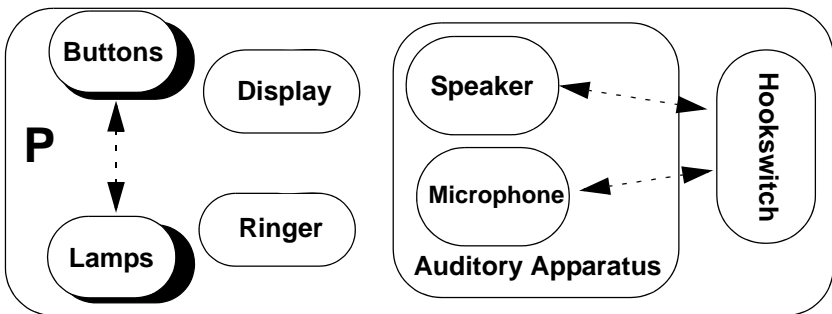 Buttons
Display
P
Lamps
Ringer
Speaker
Microphone
Auditory Apparatus
Hookswitch